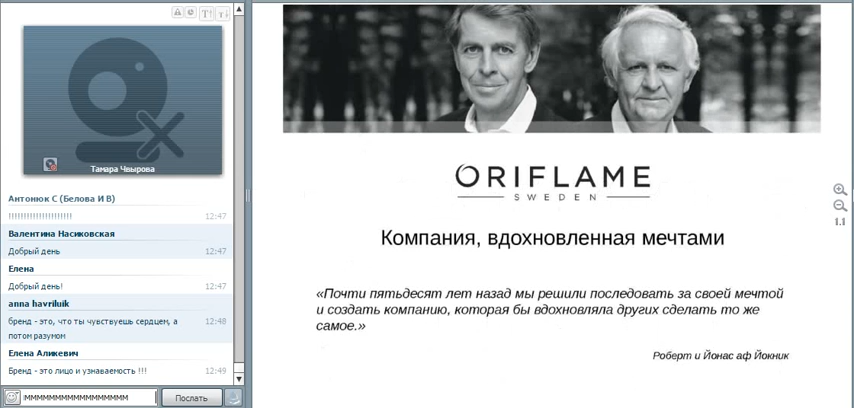 Тамара Чвырова
Антонюк С (Белова И В)
!!!!!!!!!!!!!!!!!!!!! 12:47
Валентина Насиковская
Добрый день 12:47
Елена
Добрый день! 12:47
anna havriluik
бренд - это, что ты чувствуешь сердцем, а 12:48
потом разумом
Елена Аликевич
Бренд - это лицо и узнаваемость !!! 12:49
Послать
ORIFLAME
SWEDEN
Компания, вдохновленная мечтами
«Почти пятьдесят лет назад мы решили последовать за своей мечтой
и создать компанию, которая бы вдохновляла других сделать то же
самое.»
Роберт и Йонас аф Йокник
1:1